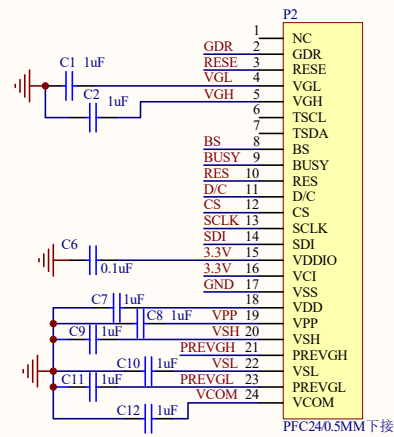 P2
1 NC
GDR 2 GDR
RESE 3 RESE
C1 1uF VGL 4 VGL
C2 1uF VGH 5 VGH
6 TSCL
7 TSDA
BS 8 BS
BUSY 9 BUSY
RES 10 RES
D/C 11 D/C
CS 12 CS
SCLK 13 SCLK
SDI 14 SDI
C6 0.1uF 3.3V 15 VDDIO
3.3V 16 VCI
GND 17 VSS
C7 1uF 18 VDD
C8 1uF VPP 19 VPP
C9 1uF VSH 20 VSH
PREVGH 21 PREVGH
C10 1uF VSL 22 VSL
C11 1uF PREVGL 23 PREVGL
C12 1uF VCOM 24 VCOM
PFC24/0.5MM下接